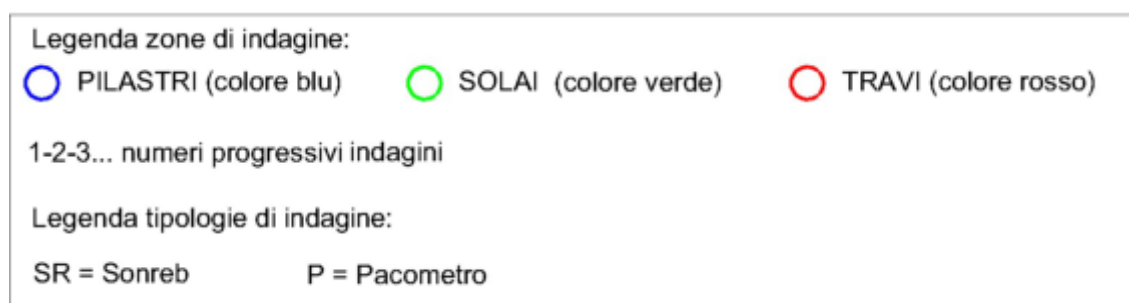 Legenda zone di indagine:
PILASTRI (colore blu) SOLAI (colore verde) TRAVI (colore rosso)
1-2-3... numeri progressivi indagini
Legenda tipologie di indagine:
SR = Sonreb P = Pacometro